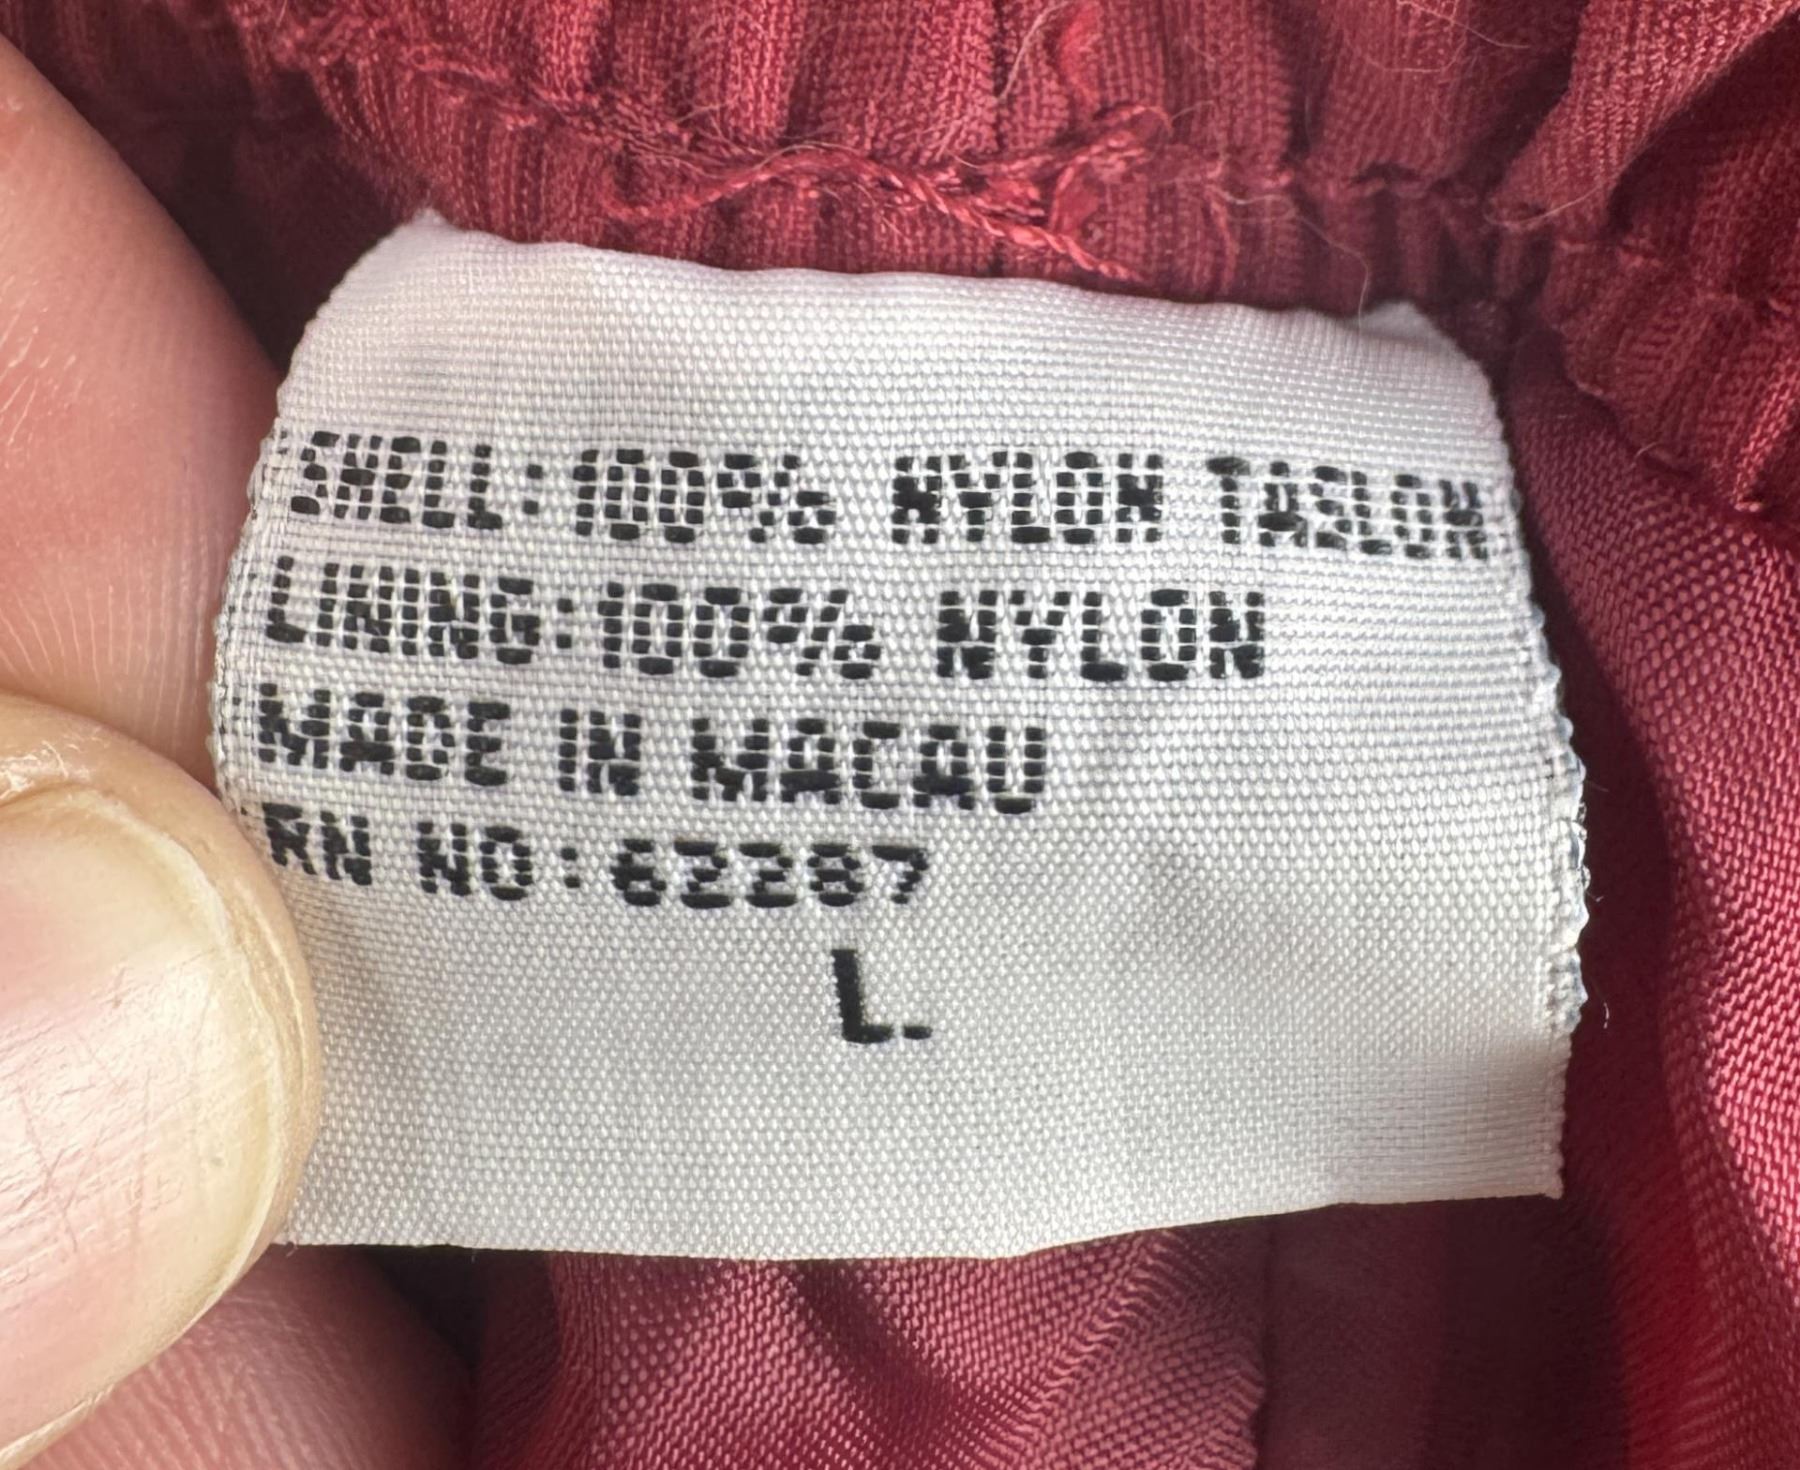 SHELL:100% NYLON TASLON
LINING:100% NYLON
MADE IN MACAU
RN NO:62287
L.